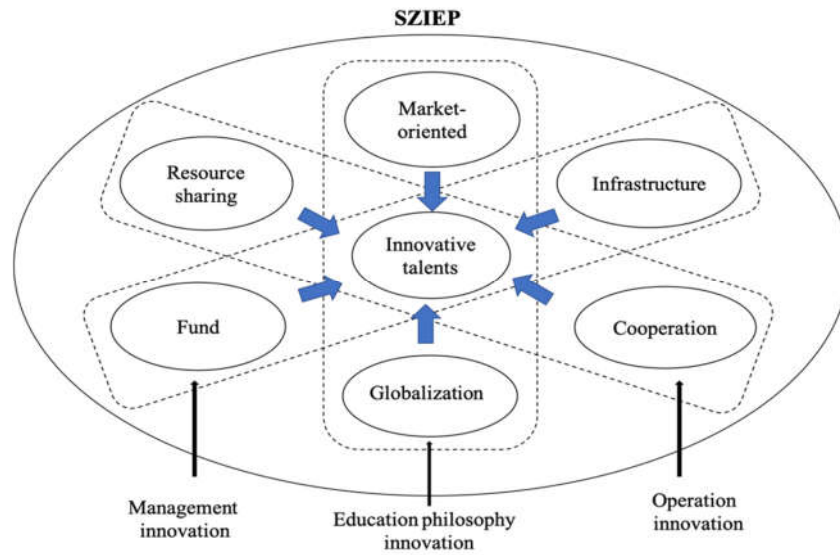 SZIEP
Market-
oriented
Resource
sharing
Infrastructure
Innovative
talents
Fund
Cooperation
Globalization
Management
innovation
Education philosophy
innovation
Operation
innovation